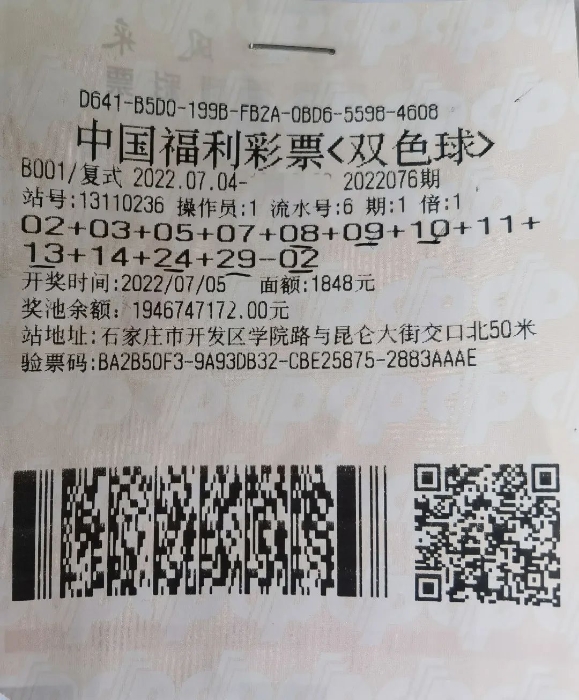 D641-B5D0-199B-FB2A-0BD6-5598-4608
中国福利彩票<双色球>
B001/复式 2022.07.04- 2022076期
站号:13110236 操作员:1 流水号:6 期:1 倍:1
02+03+05+07+08+09+10+11+
13+14+24+29-02
开奖时间:2022/07/05 面额:1848元
奖池余额: 1946747172.00元
站地址:石家庄市开发区学院路与昆仑大街交口北50米
验票码:BA2B50F3-9A93DB32-CBE25875-2883AAAE